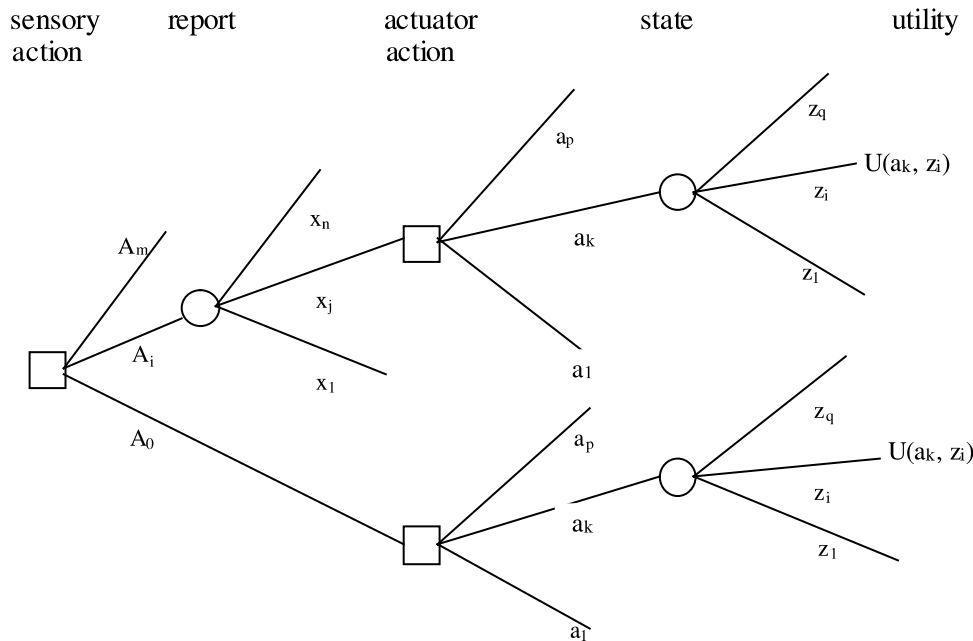 sensory action
report
actuator action
state
utility
zq
ap
U(ak, zi)
zi
xn
ak
Am
z1
xj
Ai
a1
x1
zq
A0
ap
U(ak, zi)
zi
ak
z1
a1